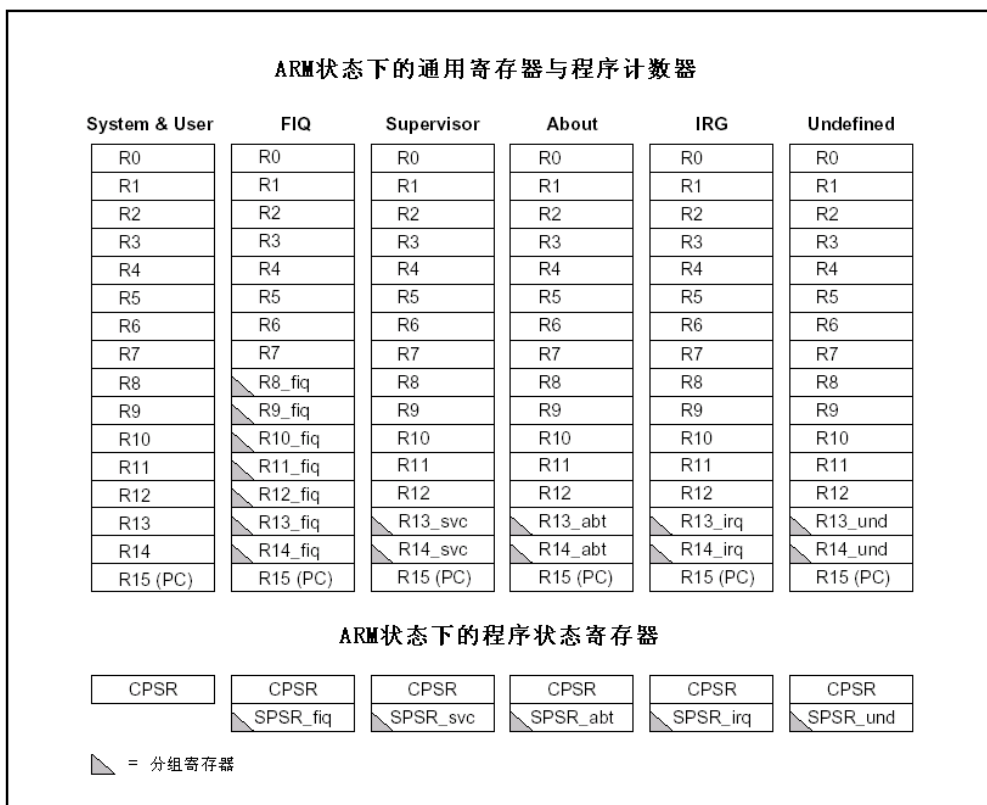 ARM状态下的通用寄存器与程序计数器
System & User FIQ Supervisor About IRG Undefined
R0 R0 R0 R0 R0 R0
R1 R1 R1 R1 R1 R1
R2 R2 R2 R2 R2 R2
R3 R3 R3 R3 R3 R3
R4 R4 R4 R4 R4 R4
R5 R5 R5 R5 R5 R5
R6 R6 R6 R6 R6 R6
R7 R7 R7 R7 R7 R7
R8 R8_fiq R8 R8 R8 R8
R9 R9_fiq R9 R9 R9 R9
R10 R10_fiq R10 R10 R10 R10
R11 R11_fiq R11 R11 R11 R11
R12 R12_fiq R12 R12 R12 R12
R13 R13_fiq R13_svc R13_abt R13_irq R13_und
R14 R14_fiq R14_svc R14_abt R14_irq R14_und
R15 (PC) R15 (PC) R15 (PC) R15 (PC) R15 (PC) R15 (PC)
ARM状态下的程序状态寄存器
CPSR CPSR CPSR CPSR CPSR CPSR
SPSR_fiq SPSR_svc SPSR_abt SPSR_irq SPSR_und
= 分组寄存器